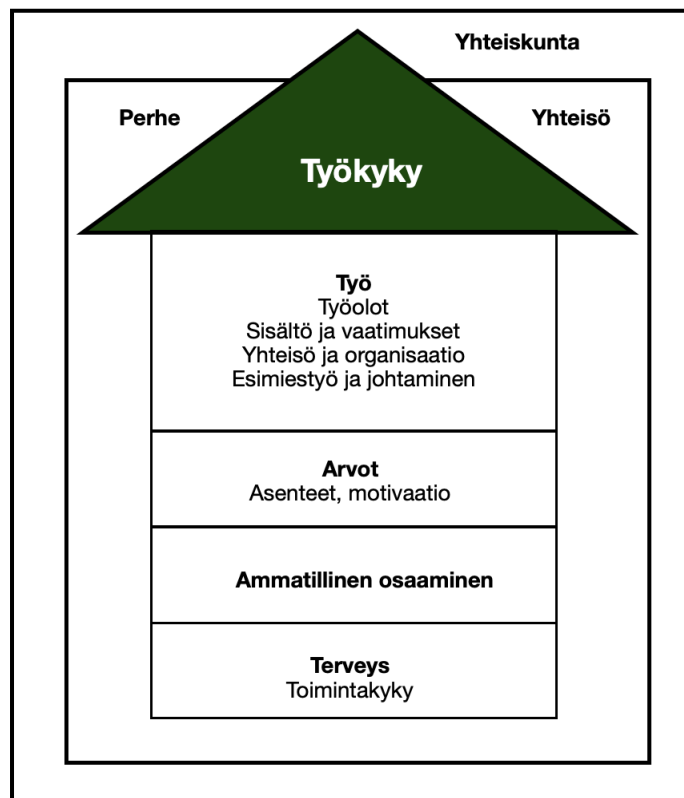 Yhteiskunta
Perhe
Yhteisö
Työkyky
Työ
Työolot
Sisältö ja vaatimukset
Yhteisö ja organisaatio
Esimiestyö ja johtaminen
Arvot
Asenteet, motivaatio
Ammatillinen osaaminen
Terveys
Toimintakyky